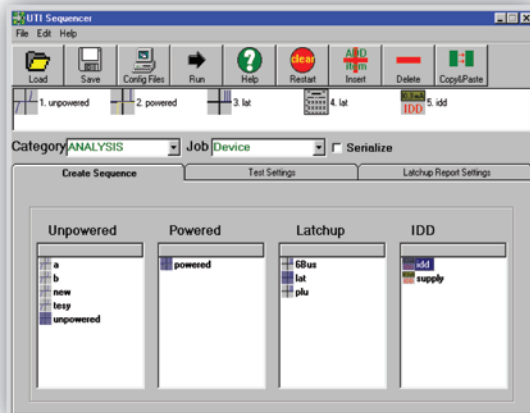 UTI Sequencer
File Edit Help
Load Save Config Files Run Help clear Restart ADD item Insert Delete Copy&Paste
1. unpowered 2. powered 3. lat 4. lat IDD 5. idd
Category ANALYSIS Job Device Serialize
Create Sequence Test Settings Latchup Report Settings
Unpowered Powered Latchup IDD
a powered 6Bus idd
b lat supply
new plu
tesy
unpowered